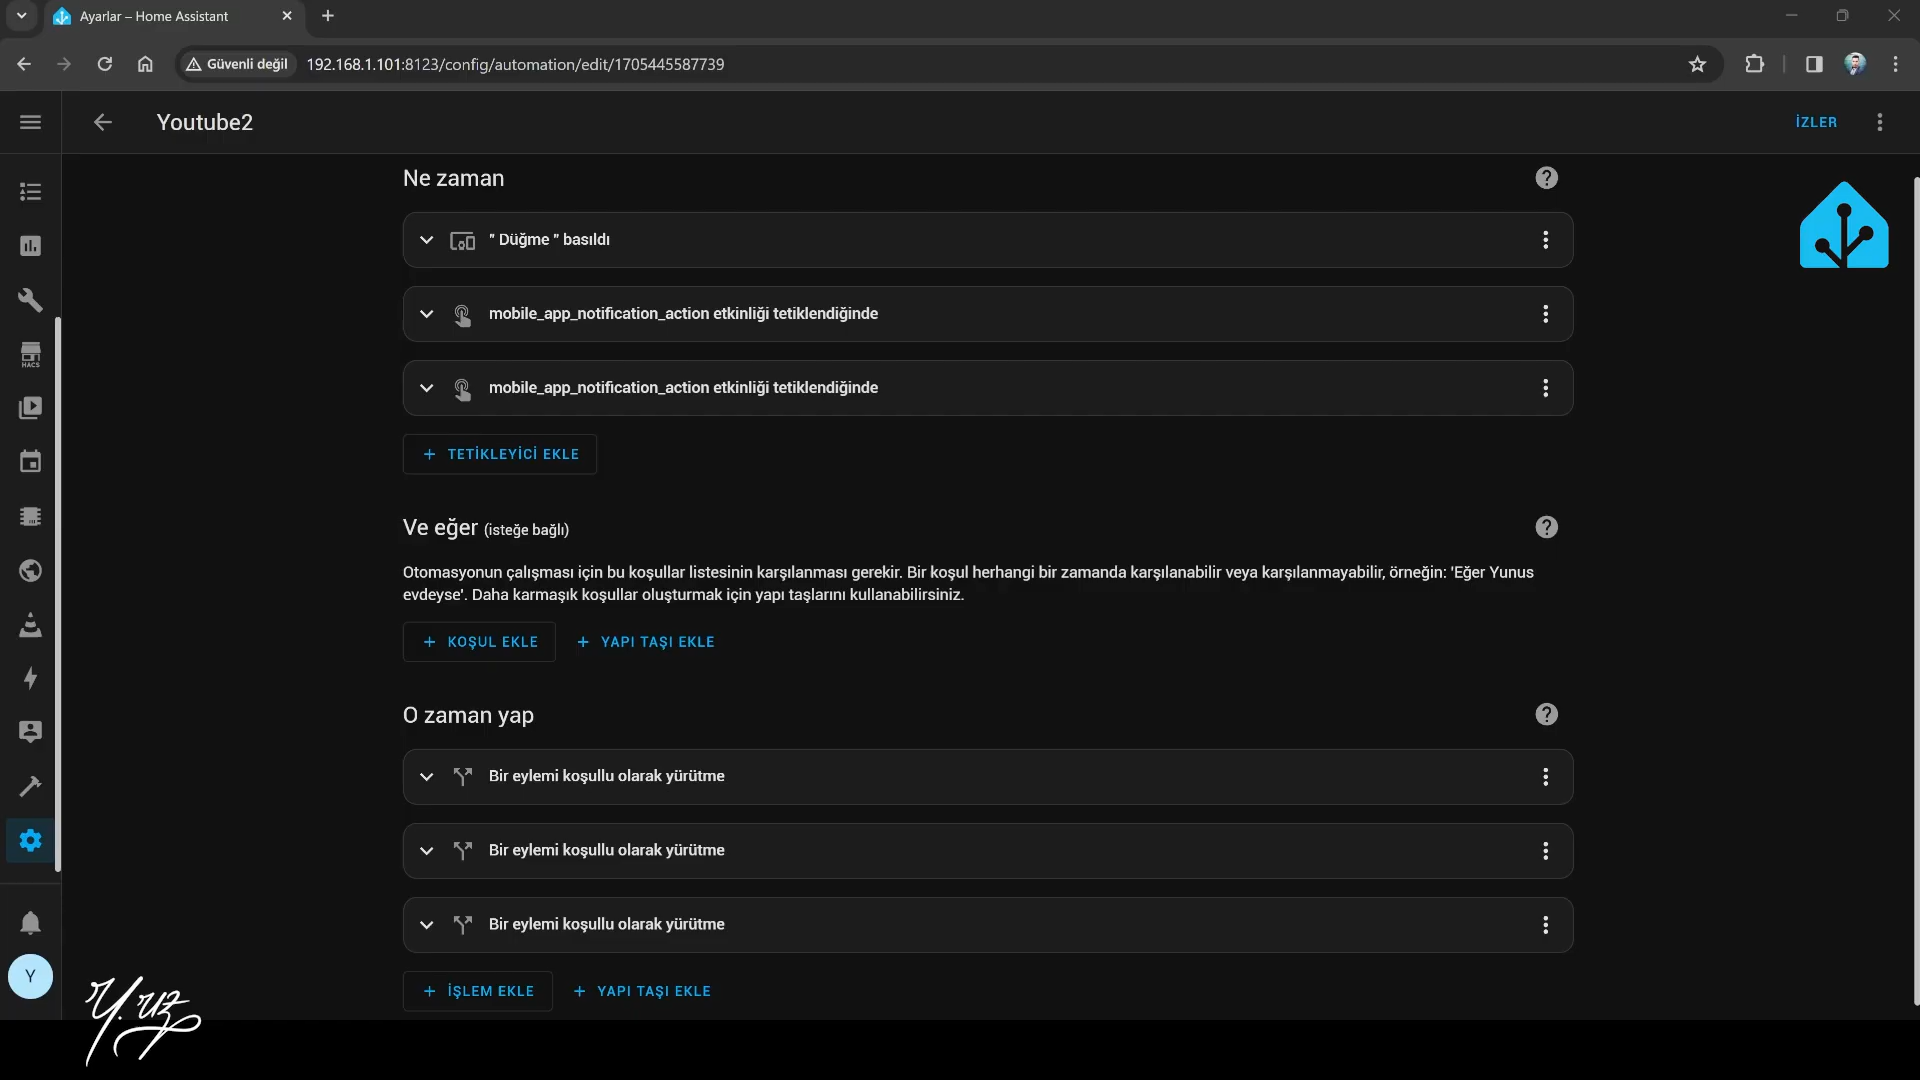 Ayarlar – Home Assistant
Güvenli değil
192.168.1.101:8123/config/automation/edit/1705445587739
Youtube2
İZLER
Ne zaman
" Düğme " basıldı
mobile_app_notification_action etkinliği tetiklendiğinde
mobile_app_notification_action etkinliği tetiklendiğinde
+ TETİKLEYİCİ EKLE
HACS
Ve eğer (isteğe bağlı)
Otomasyonun çalışması için bu koşullar listesinin karşılanması gerekir. Bir koşul herhangi bir zamanda karşılanabilir veya karşılanmayabilir, örneğin: 'Eğer Yunus
evdeyse'. Daha karmaşık koşullar oluşturmak için yapı taşlarını kullanabilirsiniz.
+ KOŞUL EKLE + YAPI TAŞI EKLE
O zaman yap
Bir eylemi koşullu olarak yürütme
Bir eylemi koşullu olarak yürütme
Bir eylemi koşullu olarak yürütme
+ İŞLEM EKLE + YAPI TAŞI EKLE
Y
Y.uz